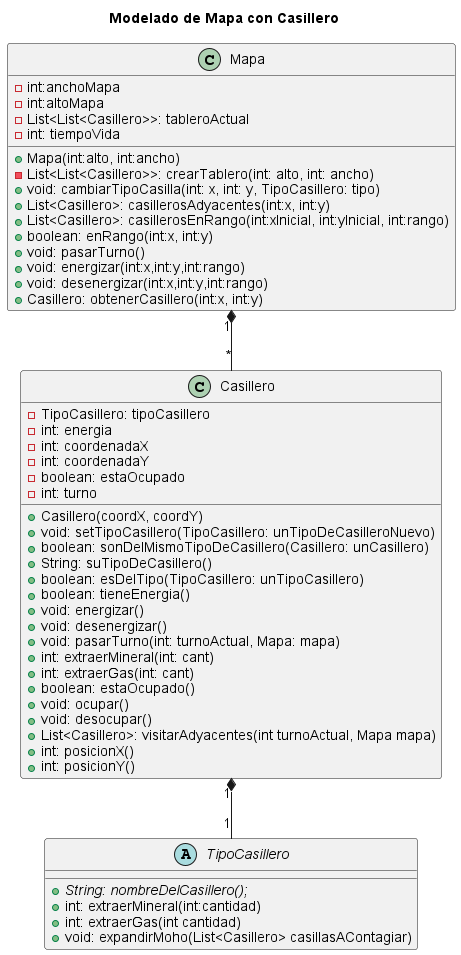 Modelado de Mapa con Casillero
C Mapa
int:anchoMapa
int:altoMapa
List<List<Casillero>>: tableroActual
int: tiempoVida
Mapa(int:alto, int:ancho)
List<List<Casillero>>: crearTablero(int: alto, int: ancho)
void: cambiarTipoCasilla(int: x, int: y, TipoCasillero: tipo)
List<Casillero>: casillerosAdyacentes(int:x, int:y)
List<Casillero>: casillerosEnRango(int:xInicial, int:yInicial, int:rango)
boolean: enRango(int:x, int:y)
void: pasarTurno()
void: energizar(int:x,int:y,int:rango)
void: desenergizar(int:x,int:y,int:rango)
Casillero: obtenerCasillero(int:x, int:y)
1
*
C Casillero
TipoCasillero: tipoCasillero
int: energia
int: coordenadaX
int: coordenadaY
boolean: estaOcupado
int: turno
Casillero(coordX, coordY)
void: setTipoCasillero(TipoCasillero: unTipoDeCasilleroNuevo)
boolean: sonDelMismoTipoDeCasillero(Casillero: unCasillero)
String: suTipoDeCasillero()
boolean: esDelTipo(TipoCasillero: unTipoCasillero)
boolean: tieneEnergia()
void: energizar()
void: desenergizar()
void: pasarTurno(int: turnoActual, Mapa: mapa)
int: extraerMineral(int: cant)
int: extraerGas(int: cant)
boolean: estaOcupado()
void: ocupar()
void: desocupar()
List<Casillero>: visitarAdyacentes(int turnoActual, Mapa mapa)
int: posicionX()
int: posicionY()
1
1
A TipoCasillero
String: nombreDelCasillero();
int: extraerMineral(int:cantidad)
int: extraerGas(int cantidad)
void: expandirMoho(List<Casillero> casillasAContagiar)